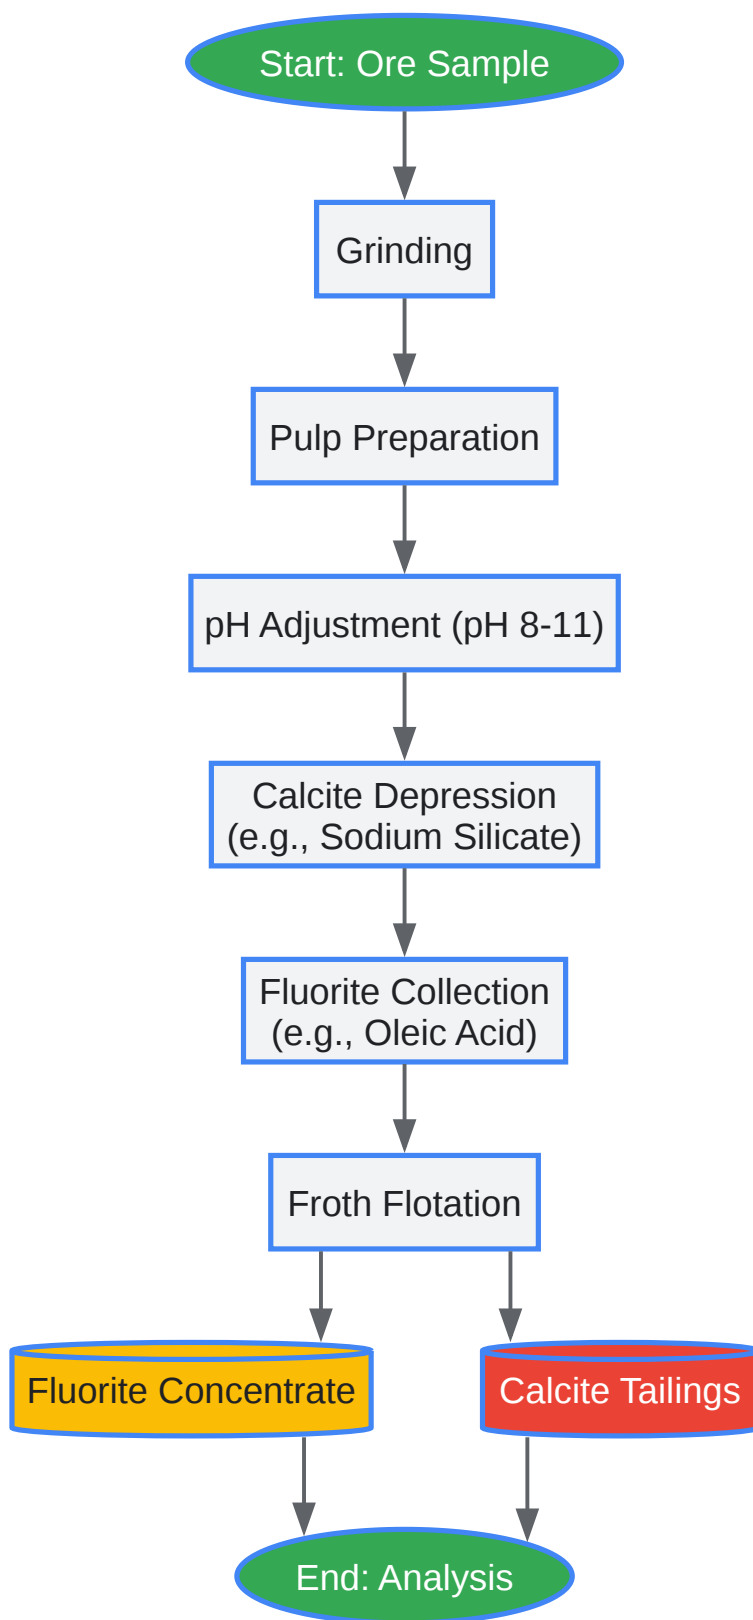 Start: Ore Sample
Grinding
Pulp Preparation
pH Adjustment (pH 8-11)
Calcite Depression
(e.g., Sodium Silicate)
Fluorite Collection
(e.g., Oleic Acid)
Froth Flotation
Fluorite Concentrate
Calcite Tailings
End: Analysis